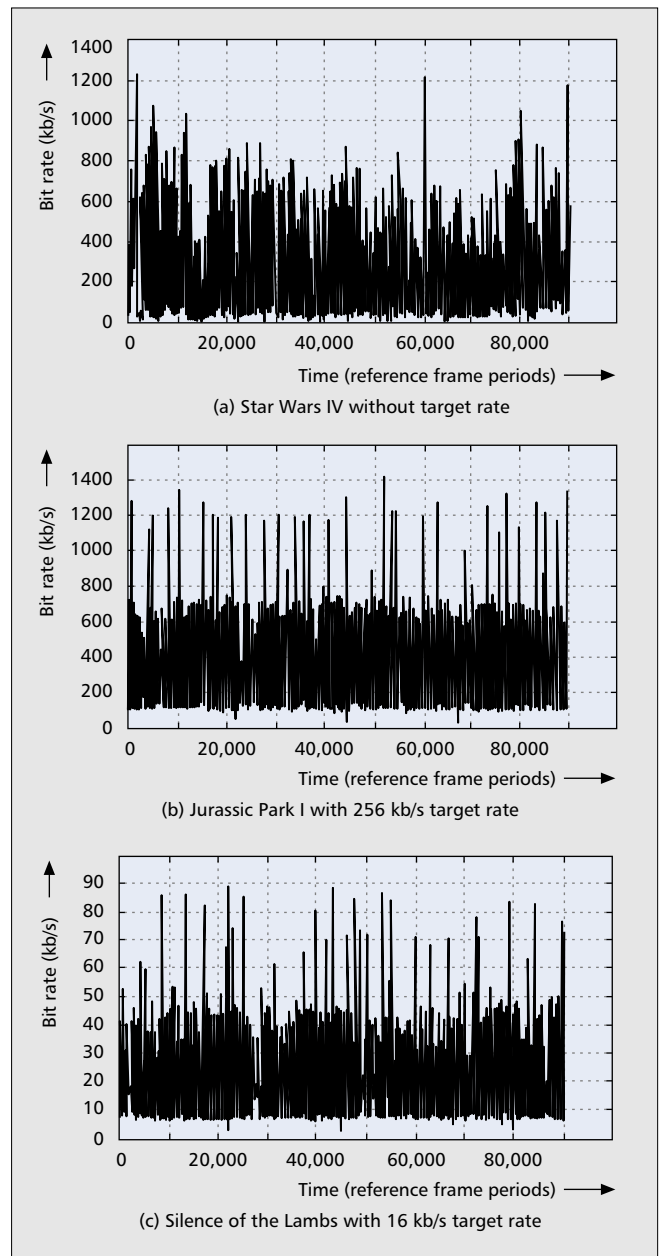 1400
1200
1000
800
600
400
200
0
Bit rate (kb/s)
0 20,000 40,000 60,000 80,000
Time (reference frame periods)
(a) Star Wars IV without target rate
1400
1200
1000
800
600
400
200
0
Bit rate (kb/s)
0 20,000 40,000 60,000 80,000
Time (reference frame periods)
(b) Jurassic Park I with 256 kb/s target rate
90
80
70
60
50
40
30
20
10
0
Bit rate (kb/s)
0 20,000 40,000 60,000 80,000
Time (reference frame periods)
(c) Silence of the Lambs with 16 kb/s target rate